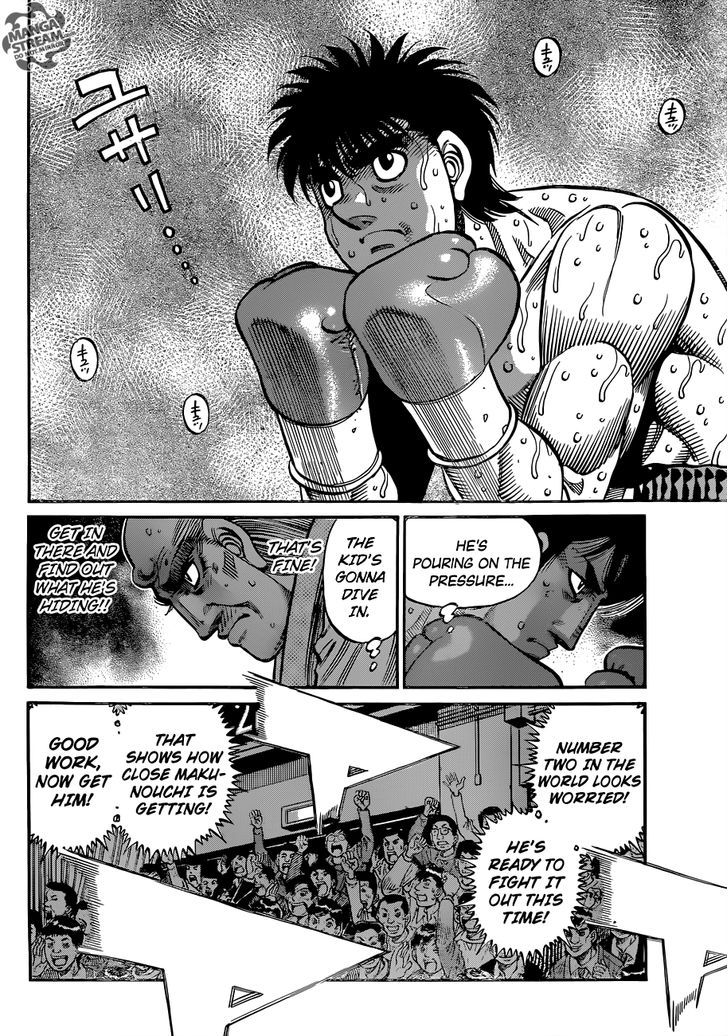 MANGA
STREAM
ユサリ....
キュッ
キュッ
キュッ
キュッ
HE'S
POURING ON THE
PRESSURE...
THE
KID'S
GONNA
DIVE
IN.
THAT'S
FINE!
GET IN
THERE AND
FIND OUT
WHAT HE'S
HIDING!!
NUMBER
TWO IN THE
WORLD LOOKS
WORRIED!
HE'S
READY TO
FIGHT IT
OUT THIS
TIME!
THAT
SHOWS HOW
CLOSE MAKU-
NOUCHI IS
GETTING!
GOOD
WORK,
NOW GET
HIM!